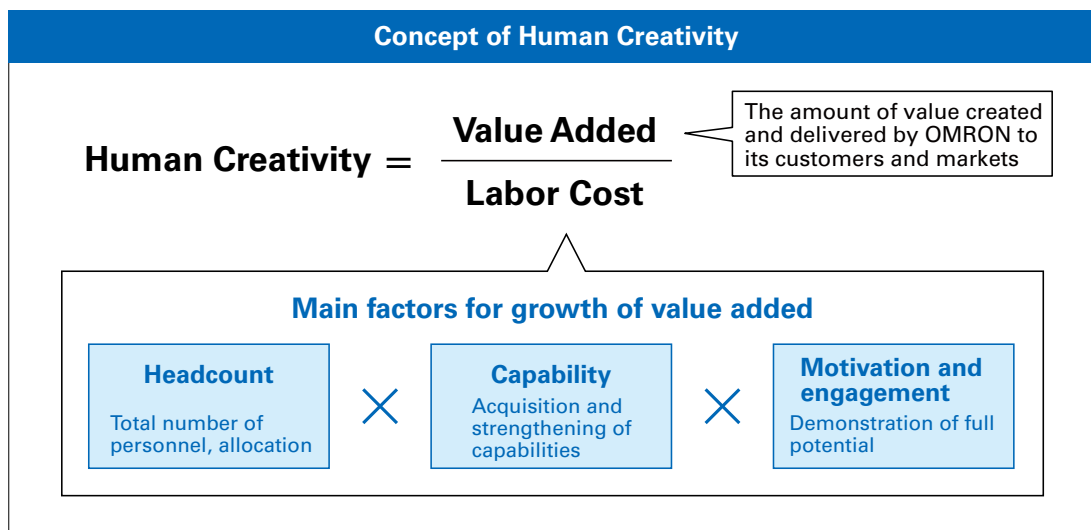 Concept of Human Creativity
Human Creativity =
Value Added
Labor Cost
The amount of value created
and delivered by OMRON to
its customers and markets
Main factors for growth of value added
Headcount
Total number of
personnel, allocation
×
Capability
Acquisition and
strengthening of
capabilities
×
Motivation and
engagement
Demonstration of full
potential